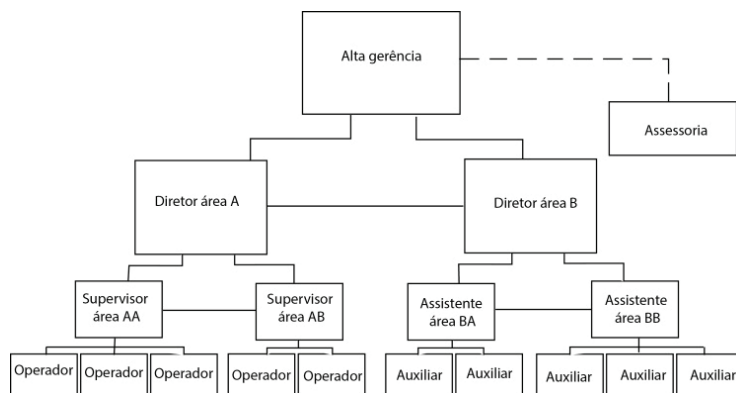 Alta gerência
Assessoria
Diretor área A
Diretor área B
Supervisor
área AA
Supervisor
área AB
Assistente
área BA
Assistente
área BB
Operador
Operador
Operador
Operador
Operador
Auxiliar
Auxiliar
Auxiliar
Auxiliar
Auxiliar